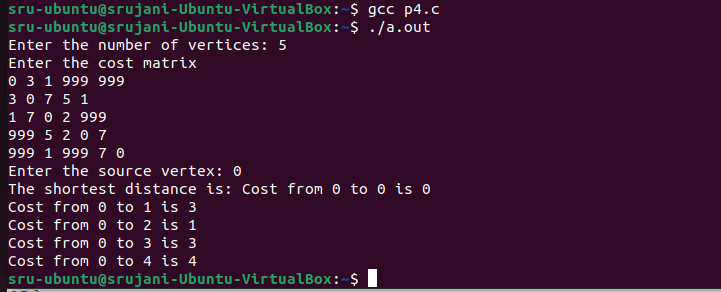 sru-ubuntu@srujani-Ubuntu-VirtualBox:~$ gcc p4.c
sru-ubuntu@srujani-Ubuntu-VirtualBox:~$ ./a.out
Enter the number of vertices: 5
Enter the cost matrix
0 3 1 999 999
3 0 7 5 1
1 7 0 2 999
999 5 2 0 7
999 1 999 7 0
Enter the source vertex: 0
The shortest distance is: Cost from 0 to 0 is 0
Cost from 0 to 1 is 3
Cost from 0 to 2 is 1
Cost from 0 to 3 is 3
Cost from 0 to 4 is 4
sru-ubuntu@srujani-Ubuntu-VirtualBox:~$